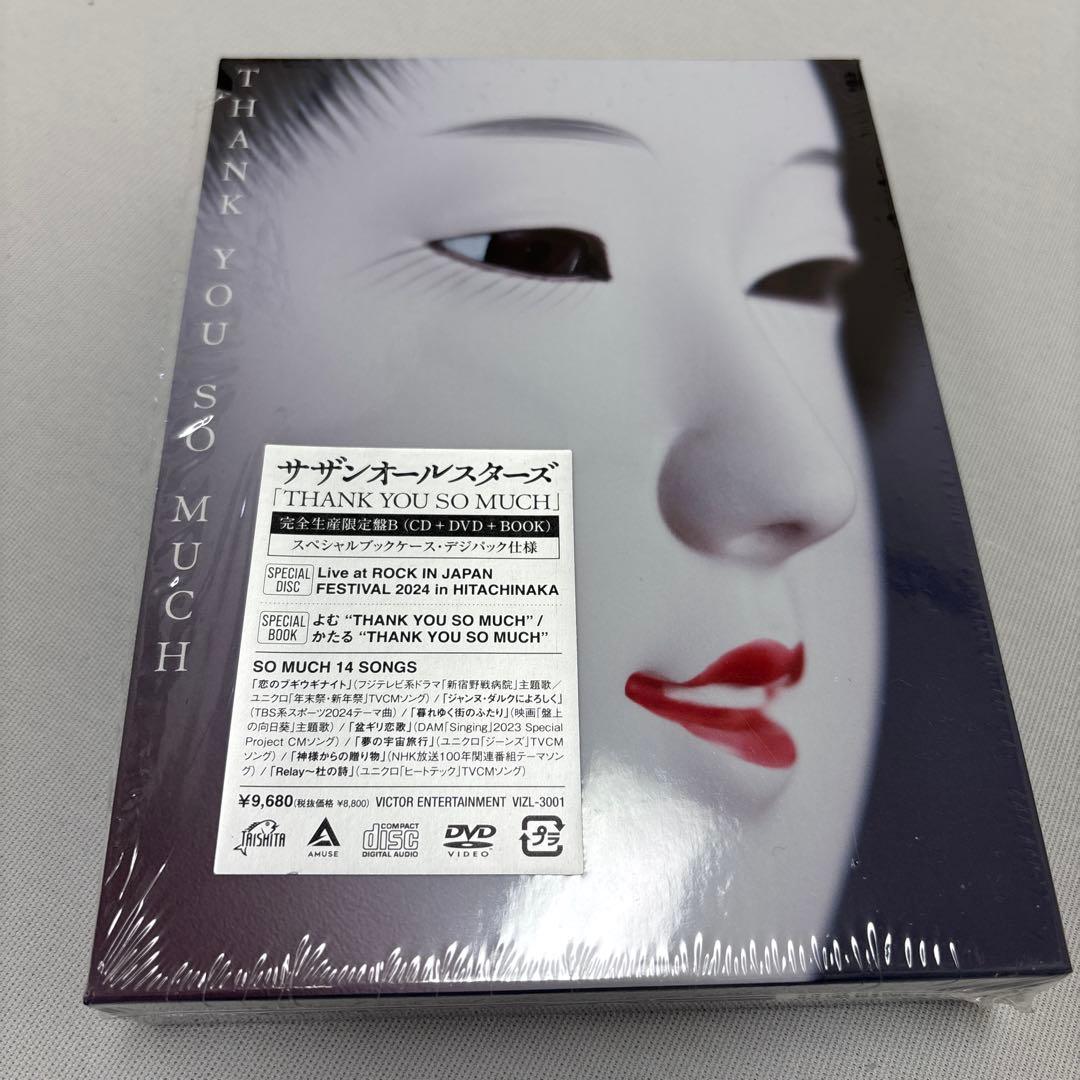 THANK YOU SO MUCH
サザンオールスターズ
「THANK YOU SO MUCH」
完全生産限定盤B（CD+DVD+BOOK）
スペシャルブックケース・デジパック仕様
SPECIAL DISC
Live at ROCK IN JAPAN
FESTIVAL 2024 in HITACHINAKA
SPECIAL BOOK
よむ “THANK YOU SO MUCH” /
かたる “THANK YOU SO MUCH”
SO MUCH 14 SONGS
「恋のブギウギナイト」（フジテレビ系ドラマ「新宿野戦病院」主題歌／
ユニクロ「年末祭・新年祭」TVCMソング）/「ジャンヌ・ダルクによろしく」
（TBS系スポーツ2024テーマ曲）/「暮れゆく街のふたり」（映画「盤上
の向日葵」主題歌）/「盆ギリ恋歌」（DAM「Singing」2023 Special
Project CMソング）/「夢の宇宙旅行」（ユニクロ「ジーンズ」TVCM
ソング）/「神様からの贈り物」（NHK放送100年関連番組テーマソン
グ）/「Relay〜杜の詩」（ユニクロ「ヒートテック」TVCMソング）
¥9,680（税抜価格 ¥8,800） VICTOR ENTERTAINMENT VIZL-3001
TAISHITA
AMUSE
COMPACT
disc
DIGITAL AUDIO
DVD
VIDEO™
プラ